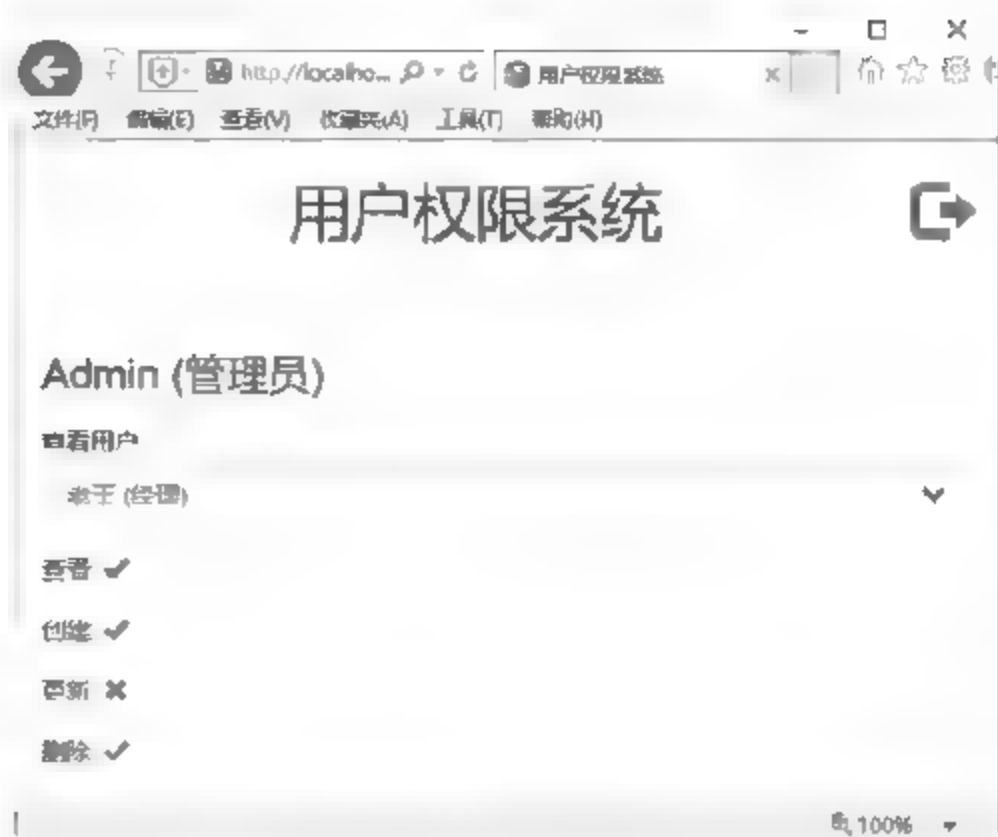 http://localho...
用户权限系统
文件(F) 编辑(E) 查看(V) 收藏夹(A) 工具(T) 帮助(H)
用户权限系统
Admin (管理员)
查看用户
老王 (经理)
查看
创建
更新
删除
100%